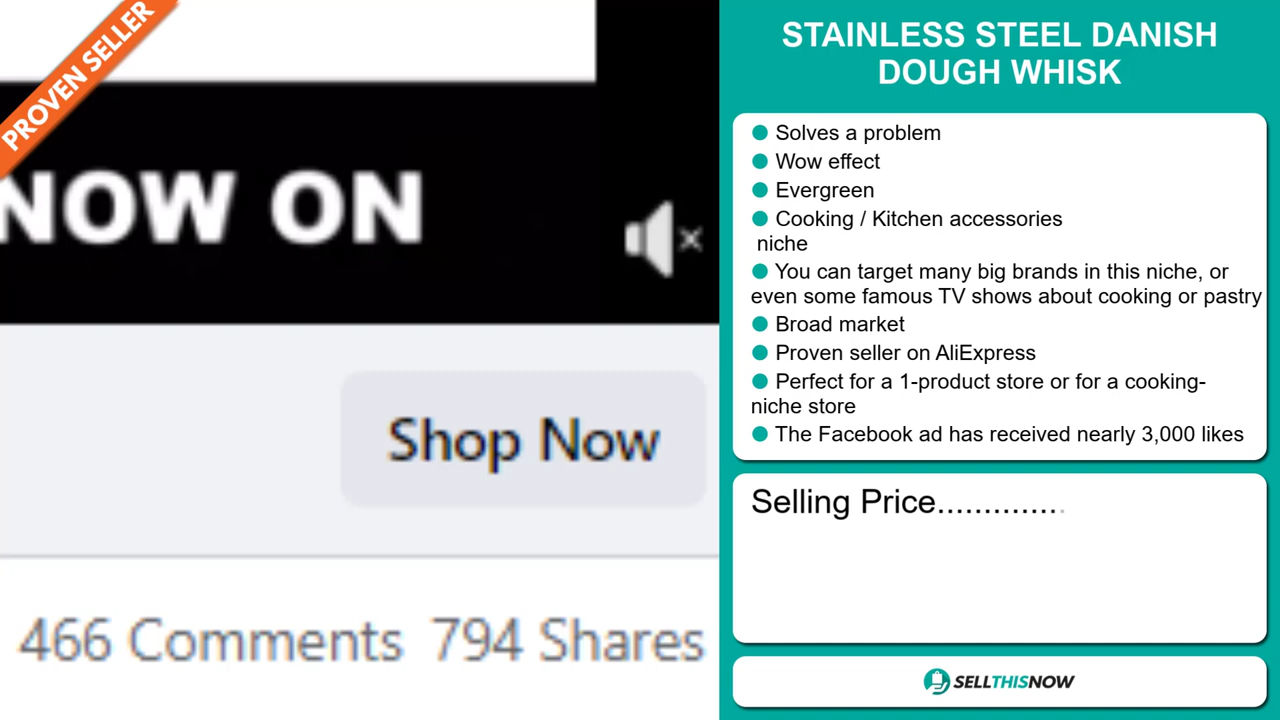 PROVEN SELLER
NOW ON
Shop Now
466 Comments 794 Shares
STAINLESS STEEL DANISH
DOUGH WHISK
Solves a problem
Wow effect
Evergreen
Cooking / Kitchen accessories
niche
You can target many big brands in this niche, or
even some famous TV shows about cooking or pastry
Broad market
Proven seller on AliExpress
Perfect for a 1-product store or for a cooking-
niche store
The Facebook ad has received nearly 3,000 likes
Selling Price..............
SELLTHISNOW